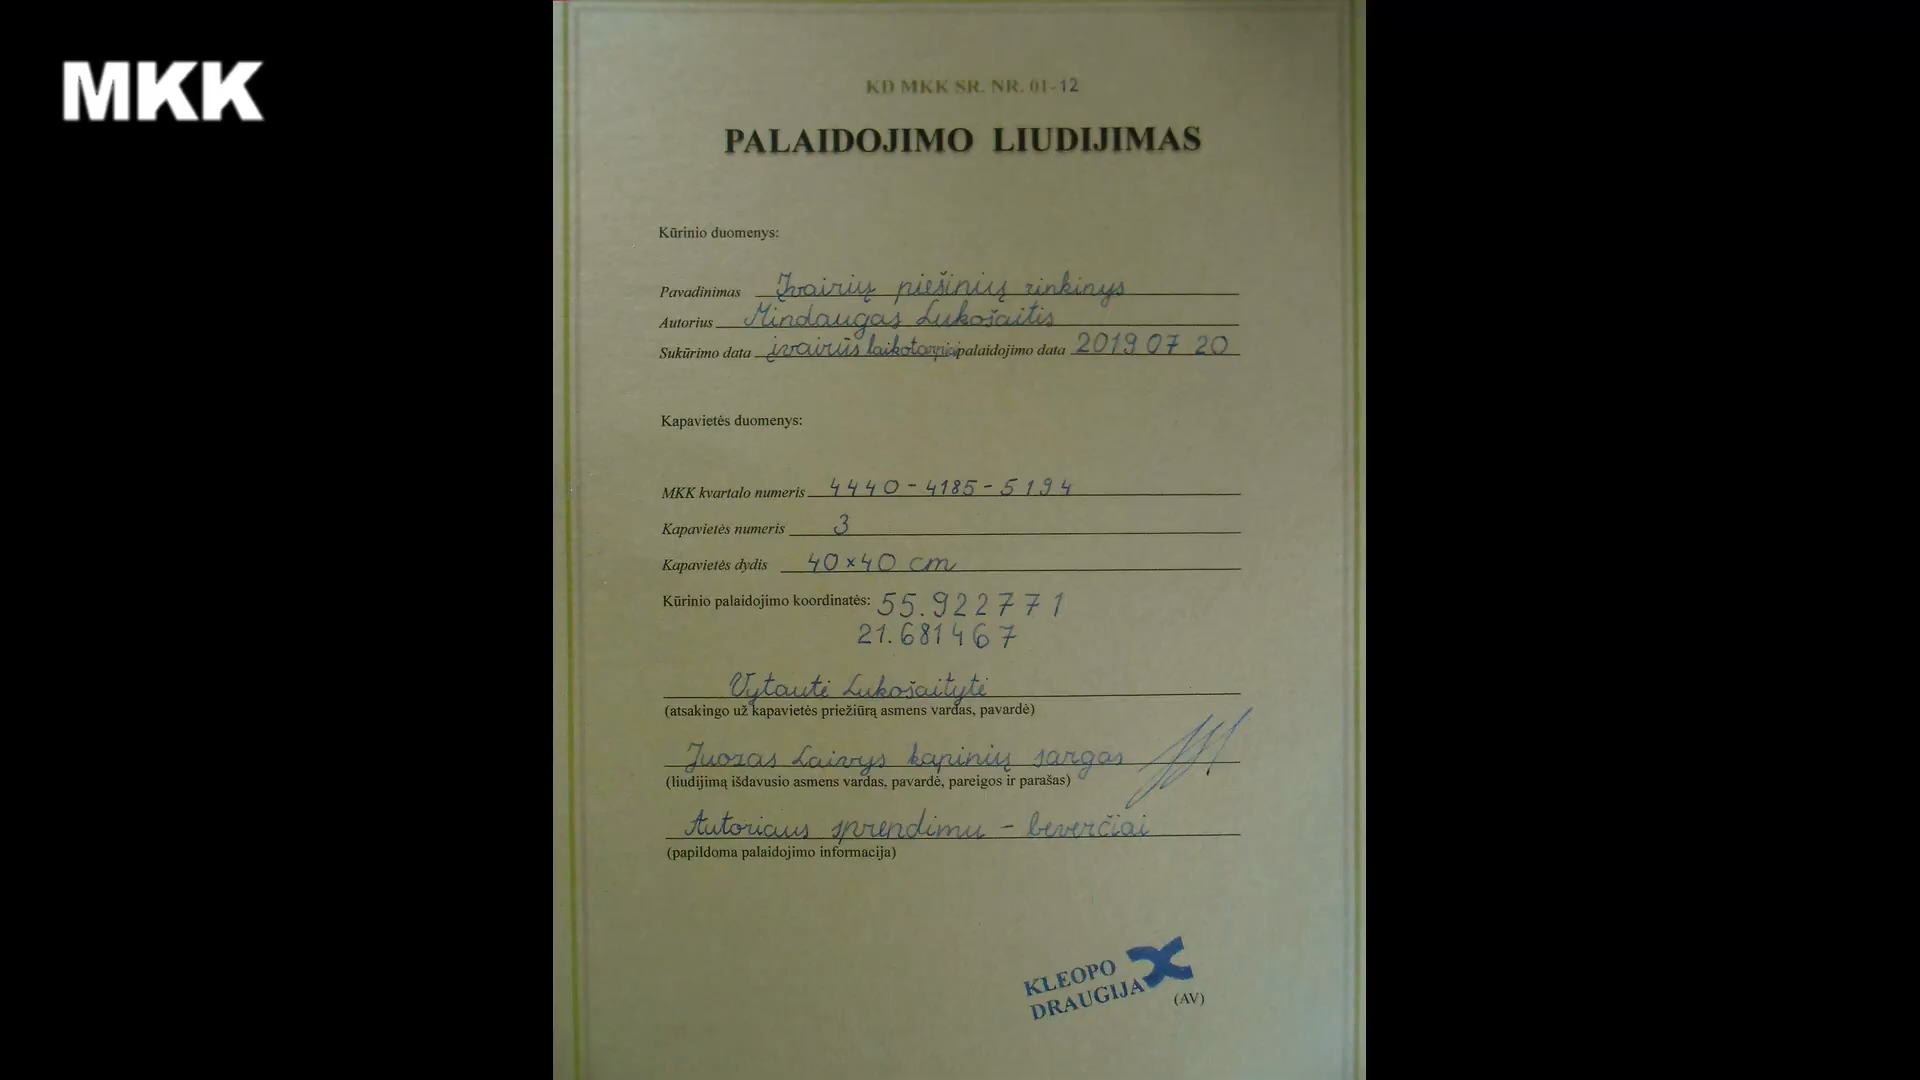 MKK
KD MKK SR. NR. 01-12
PALAIDOJIMO LIUDIJIMAS
Kūrinio duomenys:
Pavadinimas Įvairių piešinių rinkinys
Autorius Mindaugas Lukošaitis
Sukūrimo data įvairūs laikotarpiai palaidojimo data 2019 07 20
Kapavietės duomenys:
MKK kvartalo numeris 4440-4185-5194
Kapavietės numeris 3
Kapavietės dydis 40×40 cm
Kūrinio palaidojimo koordinatės: 55.922771
21.681467
Vytautė Lukošaitytė
(atsakingo už kapavietės priežiūrą asmens vardas, pavardė)
Juozas Laivys kapinių sargas
(liudijimą išdavusio asmens vardas, pavardė, pareigos ir parašas)
Autoriaus sprendimu – beverčiai
(papildoma palaidojimo informacija)
KLEOPO
DRAUGIJA
(AV)